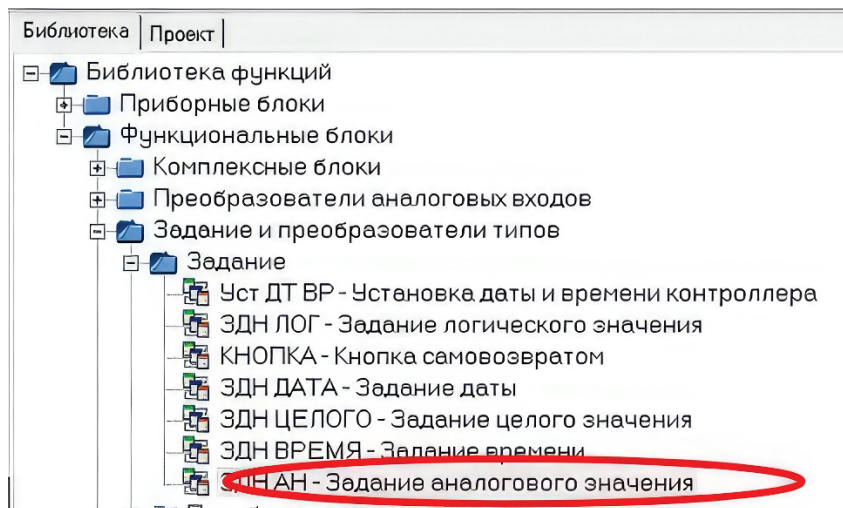 Библиотека Проект
Библиотека функций
Приборные блоки
Функциональные блоки
Комплексные блоки
Преобразователи аналоговых входов
Задание и преобразователи типов
Задание
Уст ДТ ВР - Установка даты и времени контроллера
ЗДН ЛОГ - Задание логического значения
КНОПКА - Кнопка самовозвратом
ЗДН ДАТА - Задание даты
ЗДН ЦЕЛОГО - Задание целого значения
ЗДН ВРЕМЯ - Задание времени
ЗДН АН - Задание аналогового значения